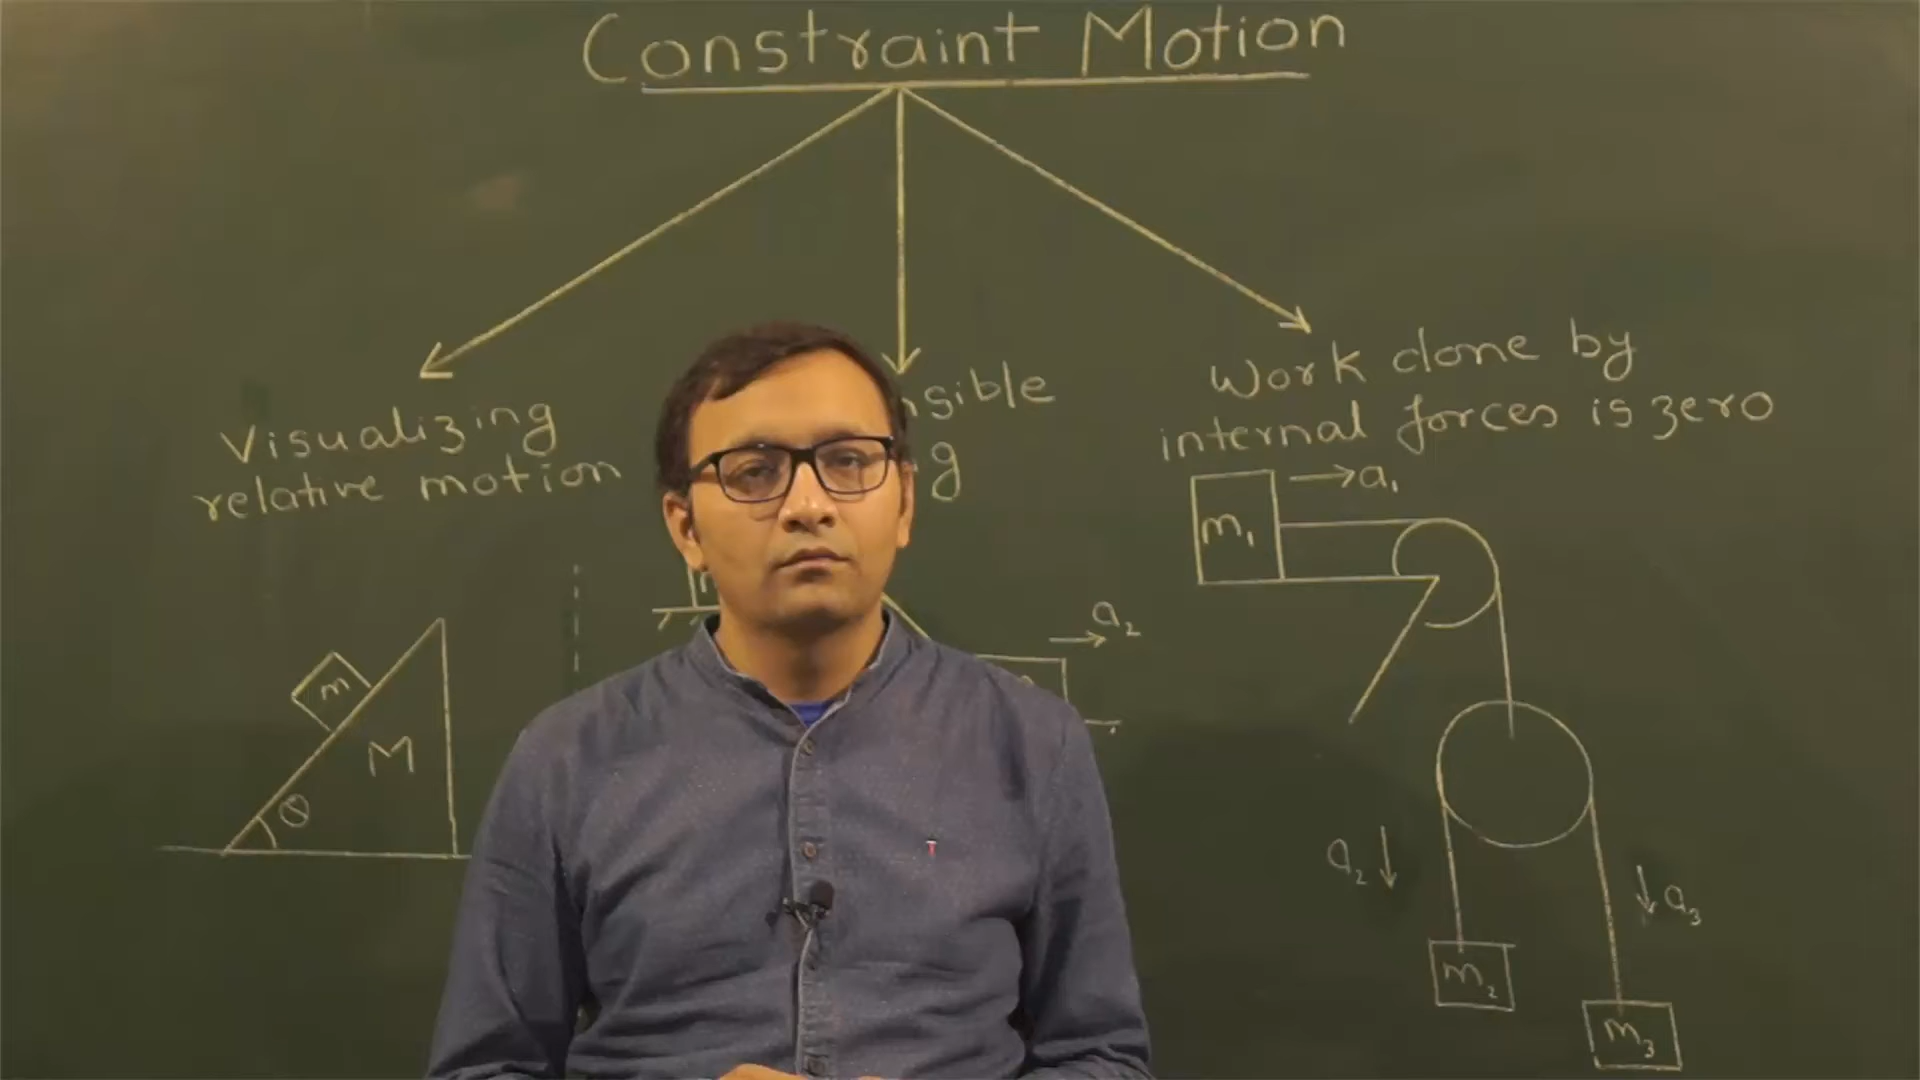 Constraint Motion
Visualizing
relative motion
Work done by
internal forces is zero
m₁
→a₁
a₂
m
M
θ
a₂
a₃
m₂
m₃